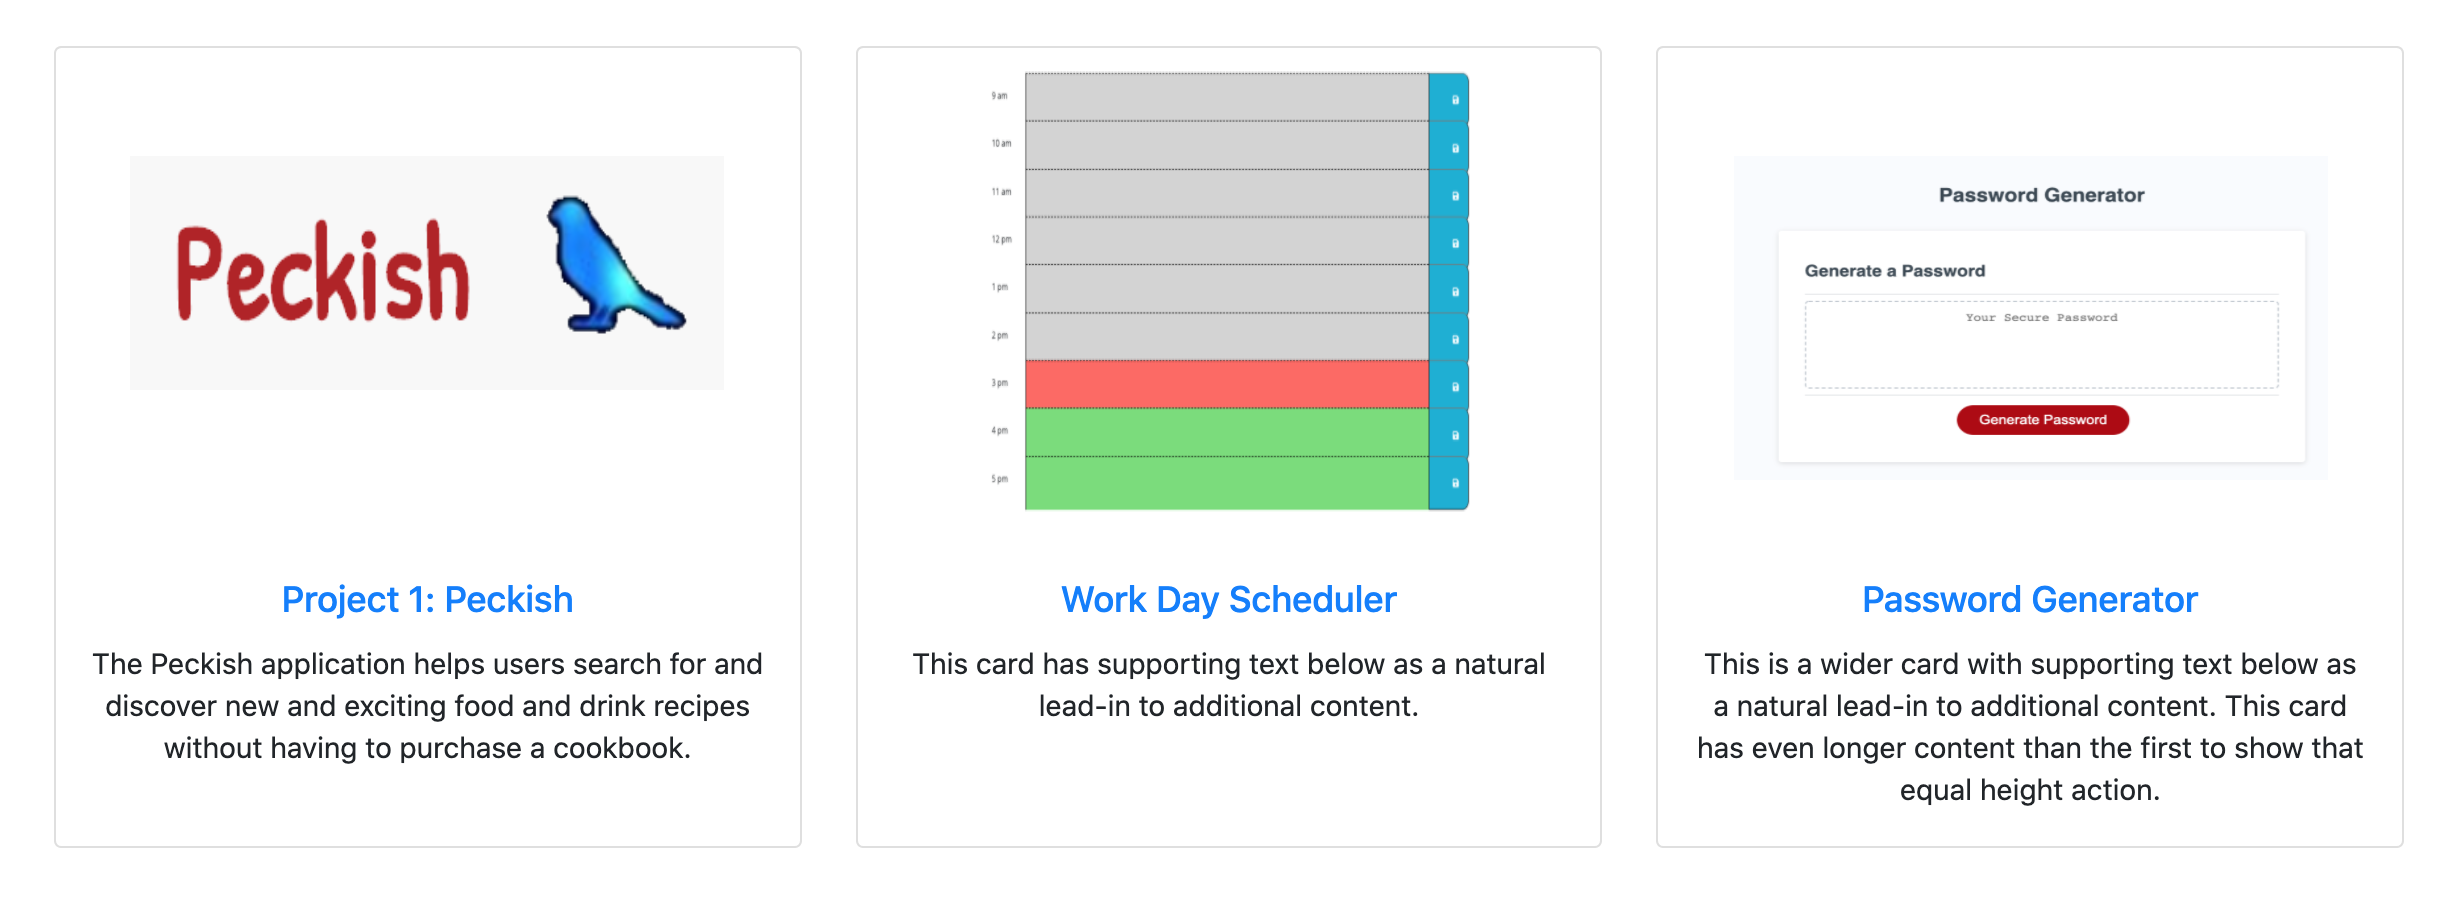 Peckish
Project 1: Peckish
The Peckish application helps users search for and
discover new and exciting food and drink recipes
without having to purchase a cookbook.
9 am
10 am
11 am
12 pm
1 pm
2 pm
3 pm
4 pm
5 pm
Work Day Scheduler
This card has supporting text below as a natural
lead-in to additional content.
Password Generator
Generate a Password
Your Secure Password
Generate Password
Password Generator
This is a wider card with supporting text below as
a natural lead-in to additional content. This card
has even longer content than the first to show that
equal height action.